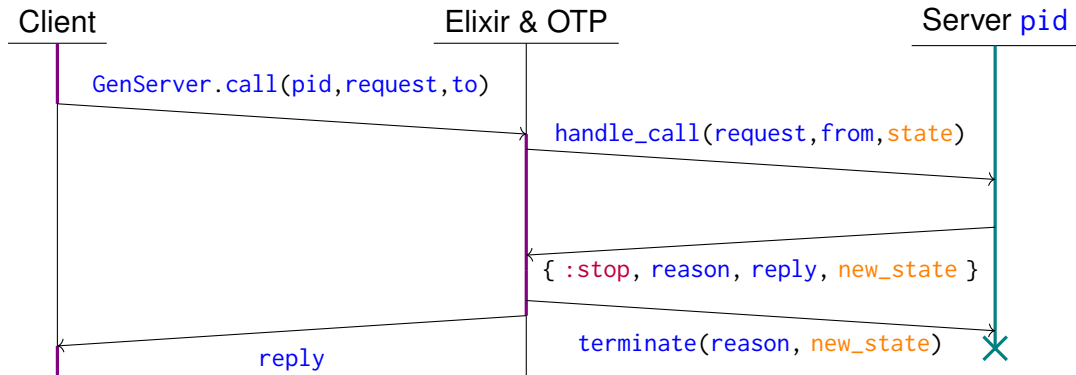 Client
Elixir & OTP
Server pid
GenServer.call(pid,request,to)
handle_call(request,from,state)
{ :stop, reason, reply, new_state }
terminate(reason, new_state)
reply